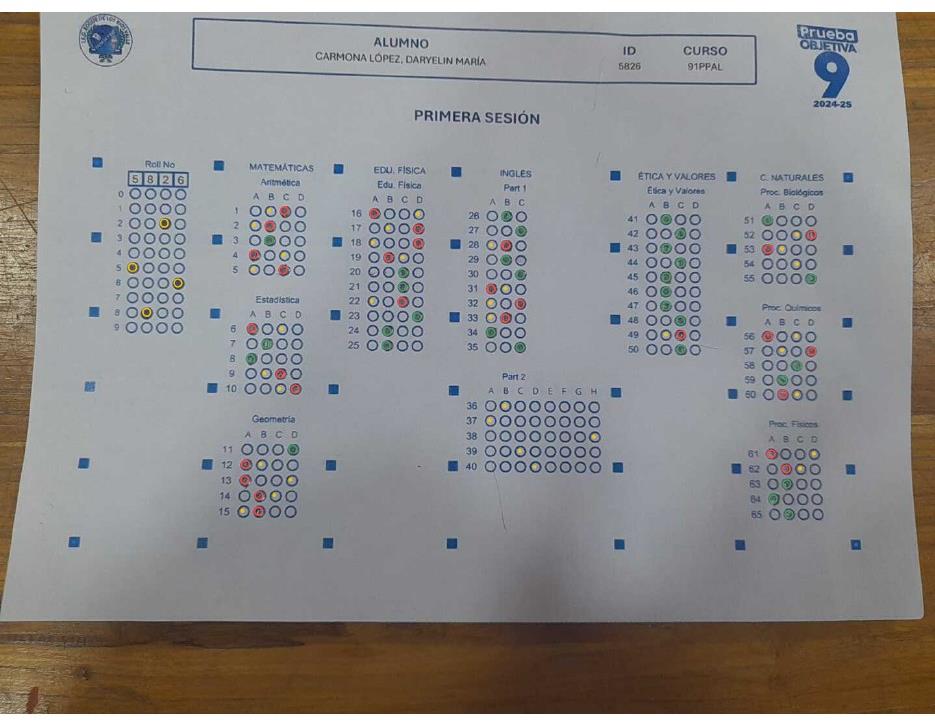 ALUMNO
CARMONA LÓPEZ, DARYELIN MARÍA
ID
5826
CURSO
91PPAL
Prueba
OBJETIVA
9
2024-25
PRIMERA SESIÓN
Roll No
5 8 2 6
0
1
2
3
4
5
6
7
8
9
MATEMÁTICAS
Aritmética
A B C D
1
2
3
4
5
Estadística
A B C D
6
7
8
9
10
Geometría
A B C D
11
12
13
14
15
EDU. FÍSICA
Edu. Física
A B C D
16
17
18
19
20
21
22
23
24
25
INGLÉS
Part 1
A B C
26
27
28
29
30
31
32
33
34
35
Part 2
A B C D E F G H
36
37
38
39
40
ÉTICA Y VALORES
Ética y Valores
A B C D
41
42
43
44
45
46
47
48
49
50
C. NATURALES
Proc. Biológicos
A B C D
51
52
53
54
55
Proc. Químicos
A B C D
56
57
58
59
60
Proc. Físicos
A B C D
61
62
63
64
65